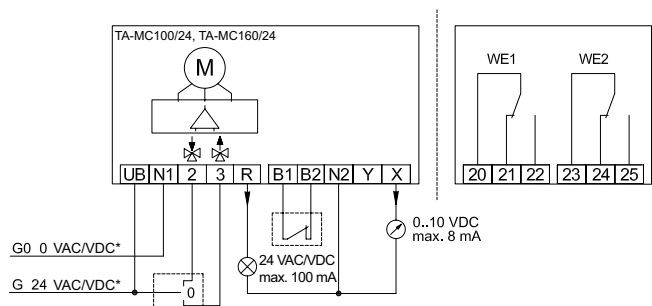 TA-MC100/24, TA-MC160/24
M
UB N1 2 3 R B1 B2 N2 Y X
WE1 WE2
20 21 22 23 24 25
G0 0 VAC/VDC*
G 24 VAC/VDC*
0
24 VAC/VDC
max. 100 mA
0..10 VDC
max. 8 mA